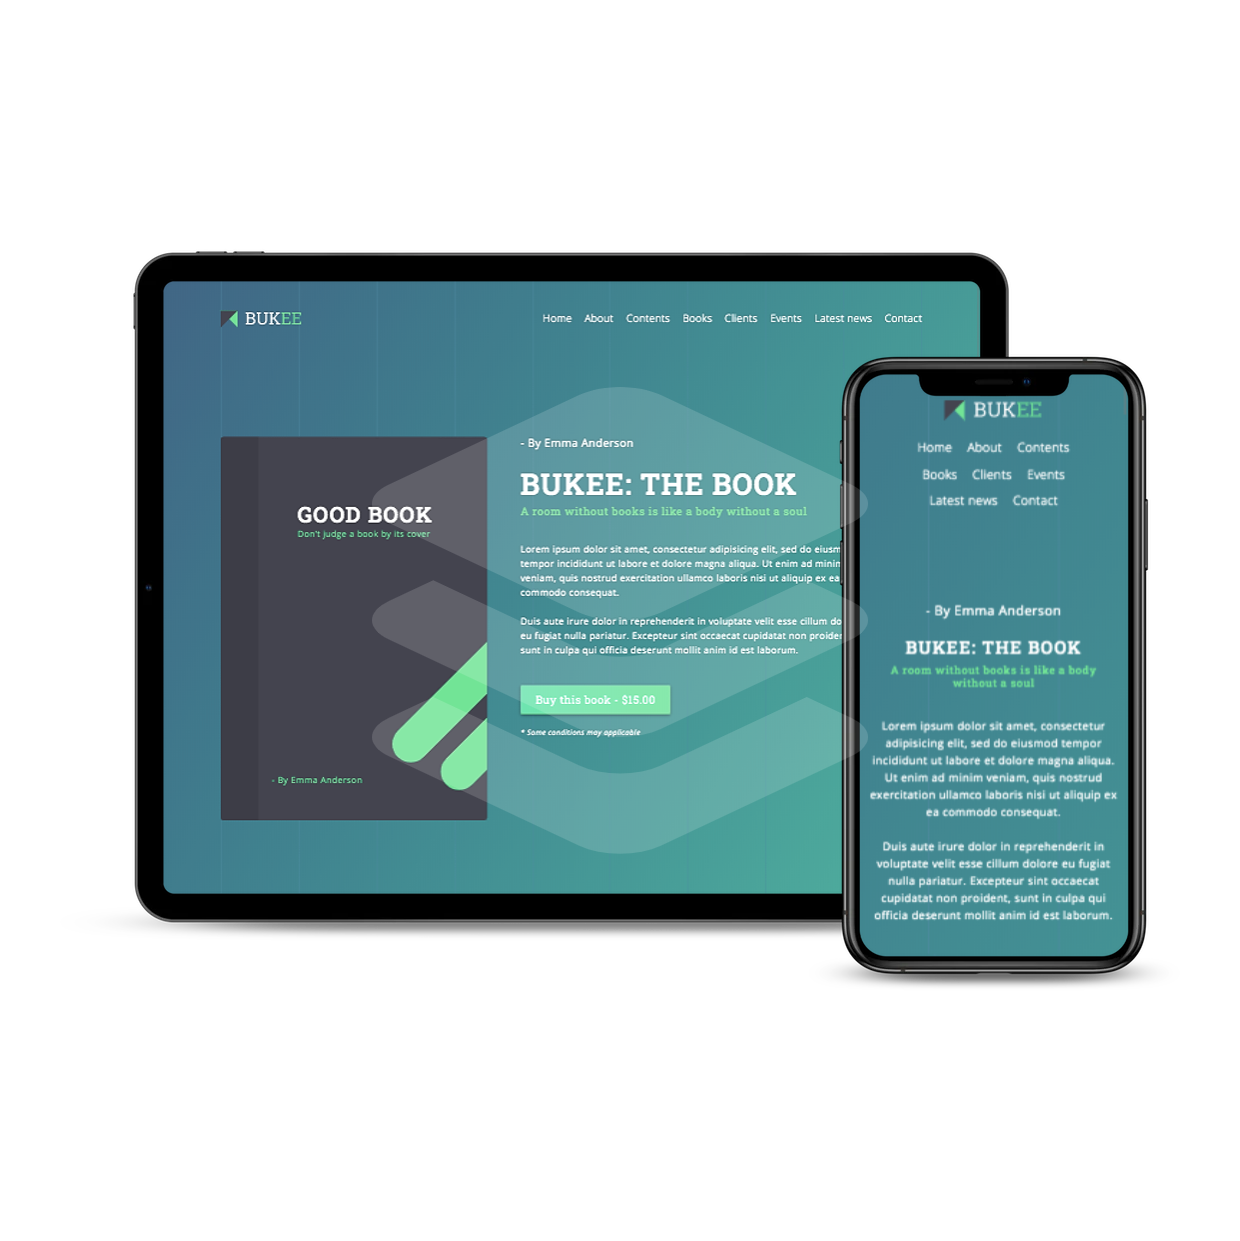 BUKEE
Home About Contents Books Clients Events Latest news Contact
GOOD BOOK
Don't judge a book by its cover
- By Emma Anderson
- By Emma Anderson
BUKEE: THE BOOK
A room without books is like a body without a soul
Lorem ipsum dolor sit amet, consectetur adipisicing elit, sed do eiusm
tempor incididunt ut labore et dolore magna aliqua. Ut enim ad minim
veniam, quis nostrud exercitation ullamco laboris nisi ut aliquip ex ea
commodo consequat.
Duis aute irure dolor in reprehenderit in voluptate velit esse cillum do
eu fugiat nulla pariatur. Excepteur sint occaecat cupidatat non proiden
sunt in culpa qui officia deserunt mollit anim id est laborum.
Buy this book - $15.00
* Some conditions may applicable
BUKEE
Home About Contents
Books Clients Events
Latest news Contact
- By Emma Anderson
BUKEE: THE BOOK
A room without books is like a body
without a soul
Lorem ipsum dolor sit amet, consectetur
adipisicing elit, sed do eiusmod tempor
incididunt ut labore et dolore magna aliqua.
Ut enim ad minim veniam, quis nostrud
exercitation ullamco laboris nisi ut aliquip ex
ea commodo consequat.
Duis aute irure dolor in reprehenderit in
voluptate velit esse cillum dolore eu fugiat
nulla pariatur. Excepteur sint occaecat
cupidatat non proident, sunt in culpa qui
officia deserunt mollit anim id est laborum.